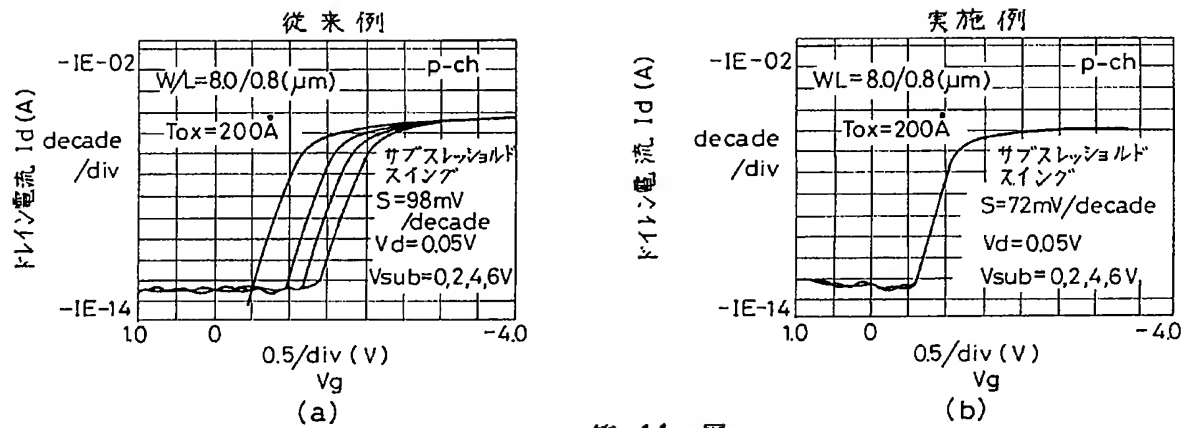 従来例
-IE-02
p-ch
W/L=8.0/0.8(μm)
Tox=200Å
ドレイン電流 Id(A)
decade
/div
サブスレッショルド
スイング
S=98mV
/decade
Vd=0.05V
Vsub=0,2,4,6V
-IE-14
1.0
0
-4.0
0.5/div(V)
Vg
(a)
実施例
-IE-02
p-ch
WL=8.0/0.8(μm)
Tox=200Å
ドイレン電流 Id(A)
decade
/div
サブスレッショルド
スイング
S=72mV/decade
Vd=0.05V
Vsub=0,2,4,6V
-IE-14
1.0
0
-4.0
0.5/div(V)
Vg
(b)